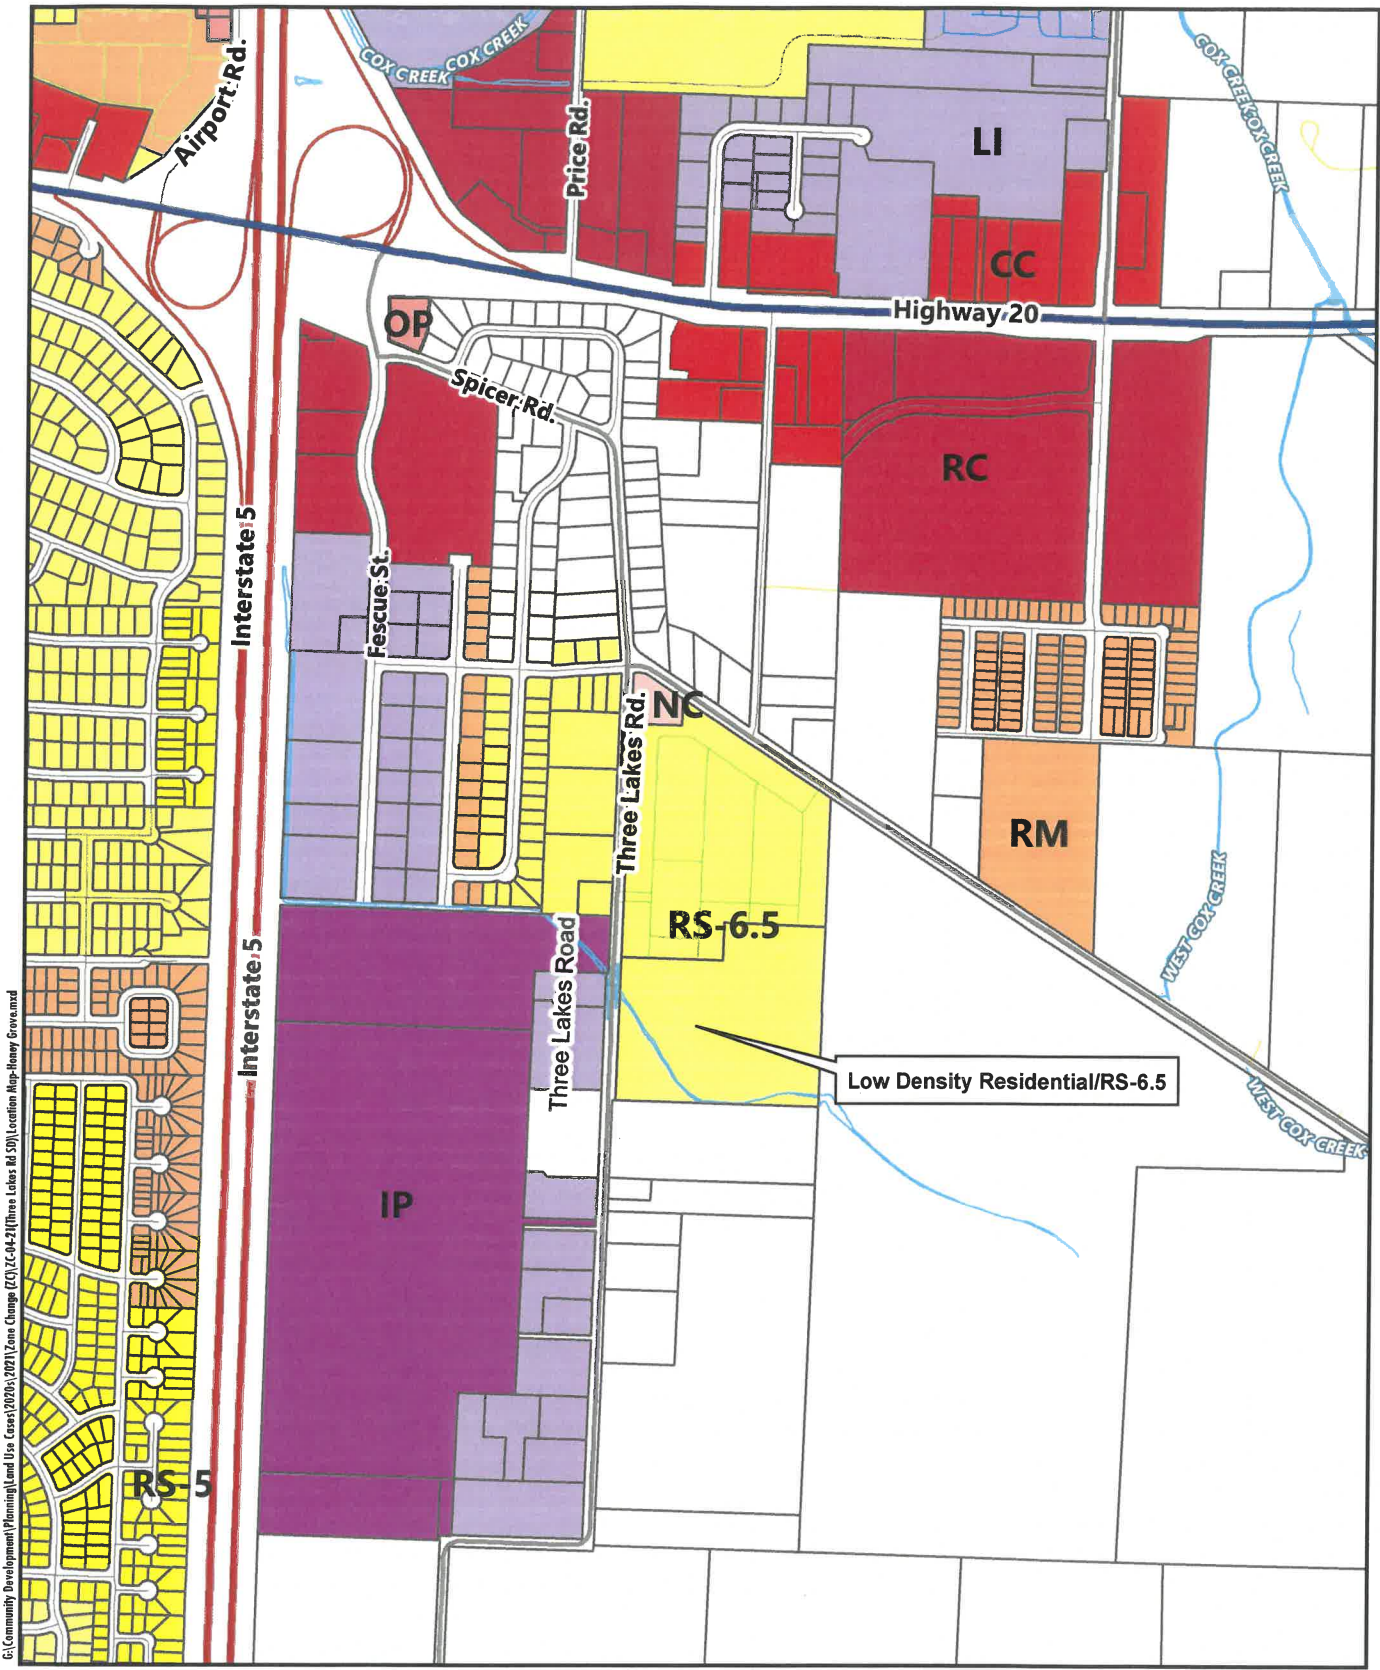 COX CREEK
COX CREEK
COX CREEK
COX CREEK
Airport Rd.
Price Rd.
LI
CC
Highway 20
OP
Spicer Rd.
RC
Interstate 5
Fescue St.
NC
Three Lakes Rd.
RM
RS-6.5
WEST COX CREEK
Three Lakes Road
Interstate 5
Low Density Residential/RS-6.5
WEST COX CREEK
IP
RS-5
G:\Community Development\Planning\Land Use Cases\2020s\2021\Zone Change (ZC)\ZC-04-21(Three Lakes Rd SD)\Location Map-Honey Grove.mxd